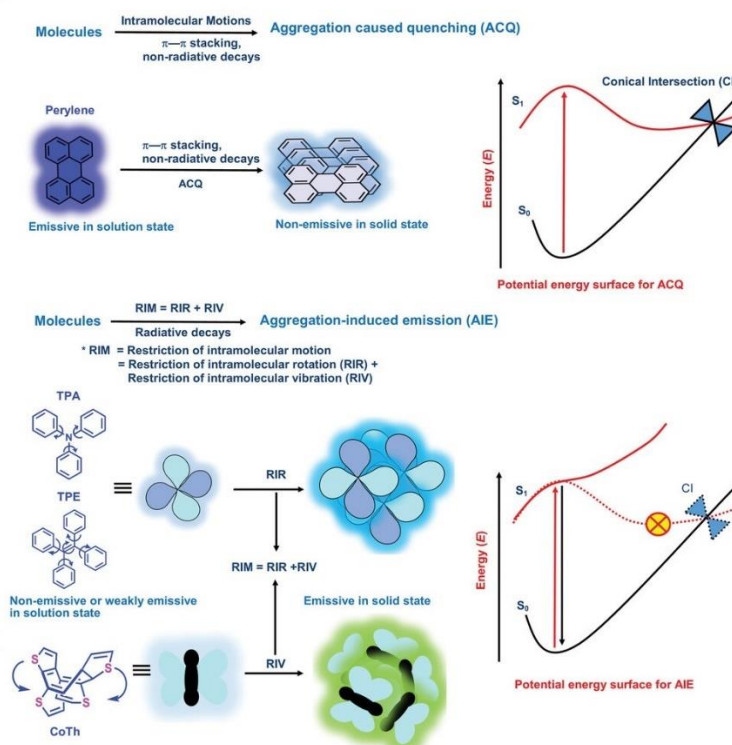 Molecules
Intramolecular Motions
π—π stacking,
non-radiative decays
Aggregation caused quenching (ACQ)
Perylene
π—π stacking,
non-radiative decays
ACQ
Emissive in solution state
Non-emissive in solid state
Conical Intersection (CI
S1
S0
Energy (E)
Potential energy surface for ACQ
Molecules
RIM = RIR + RIV
Radiative decays
Aggregation-induced emission (AIE)
* RIM = Restriction of intramolecular motion
= Restriction of intramolecular rotation (RIR) +
Restriction of intramolecular vibration (RIV)
TPA
N
TPE
RIR
RIM = RIR +RIV
Non-emissive or weakly emissive
in solution state
Emissive in solid state
S
S
S
S
CoTh
RIV
S1
CI
S0
Energy (E)
Potential energy surface for AIE